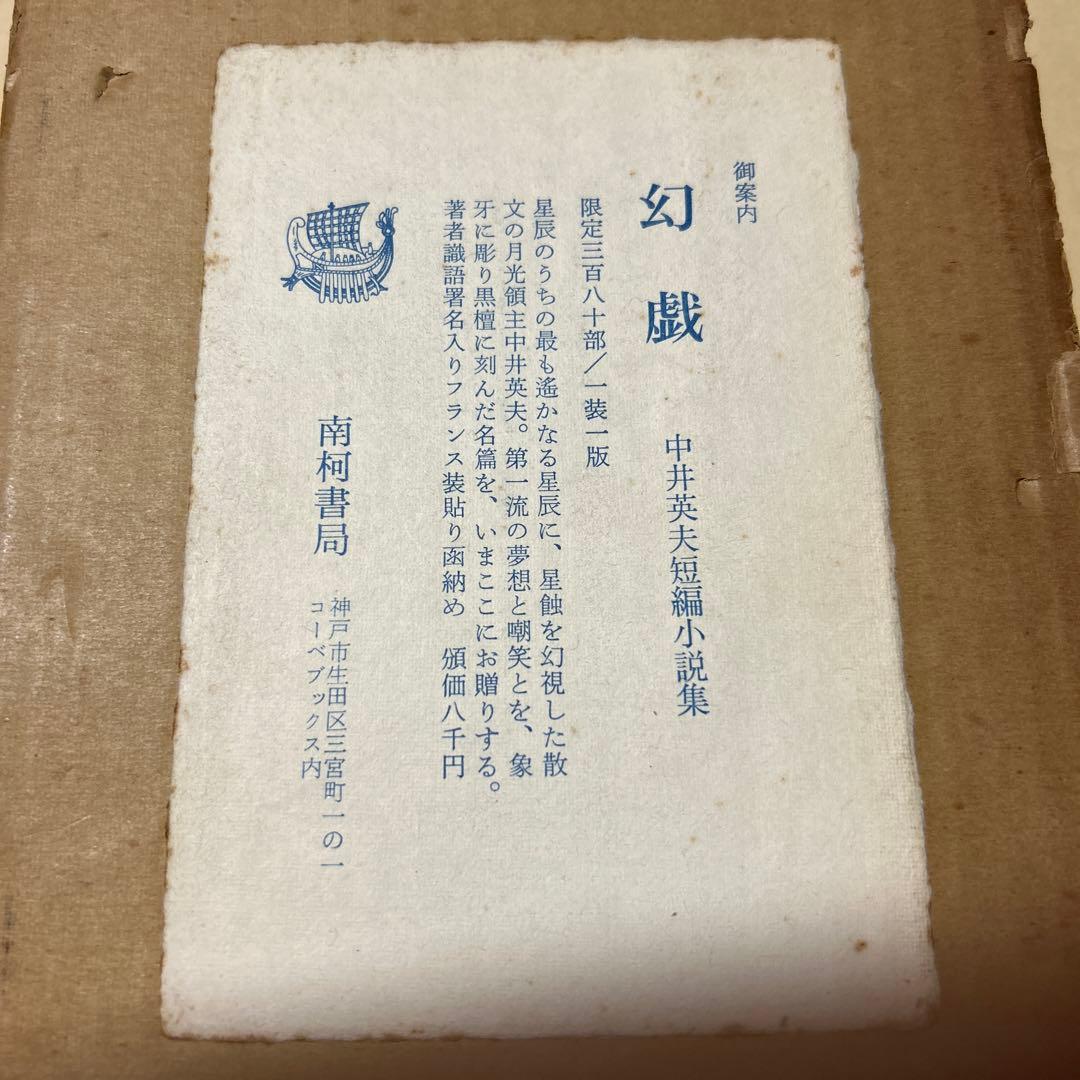 御案内
幻戯 中井英夫短編小説集
限定三百八十部／一装一版
星辰のうちの最も遙かなる星辰に、星蝕を幻視した散
文の月光領主中井英夫。第一流の夢想と嘲笑とを、象
牙に彫り黒檀に刻んだ名篇を、いまここにお贈りする。
著者識語署名入りフランス装貼り函納め 頒価八千円
南柯書局 神戸市生田区三宮町一の一
コーベブックス内